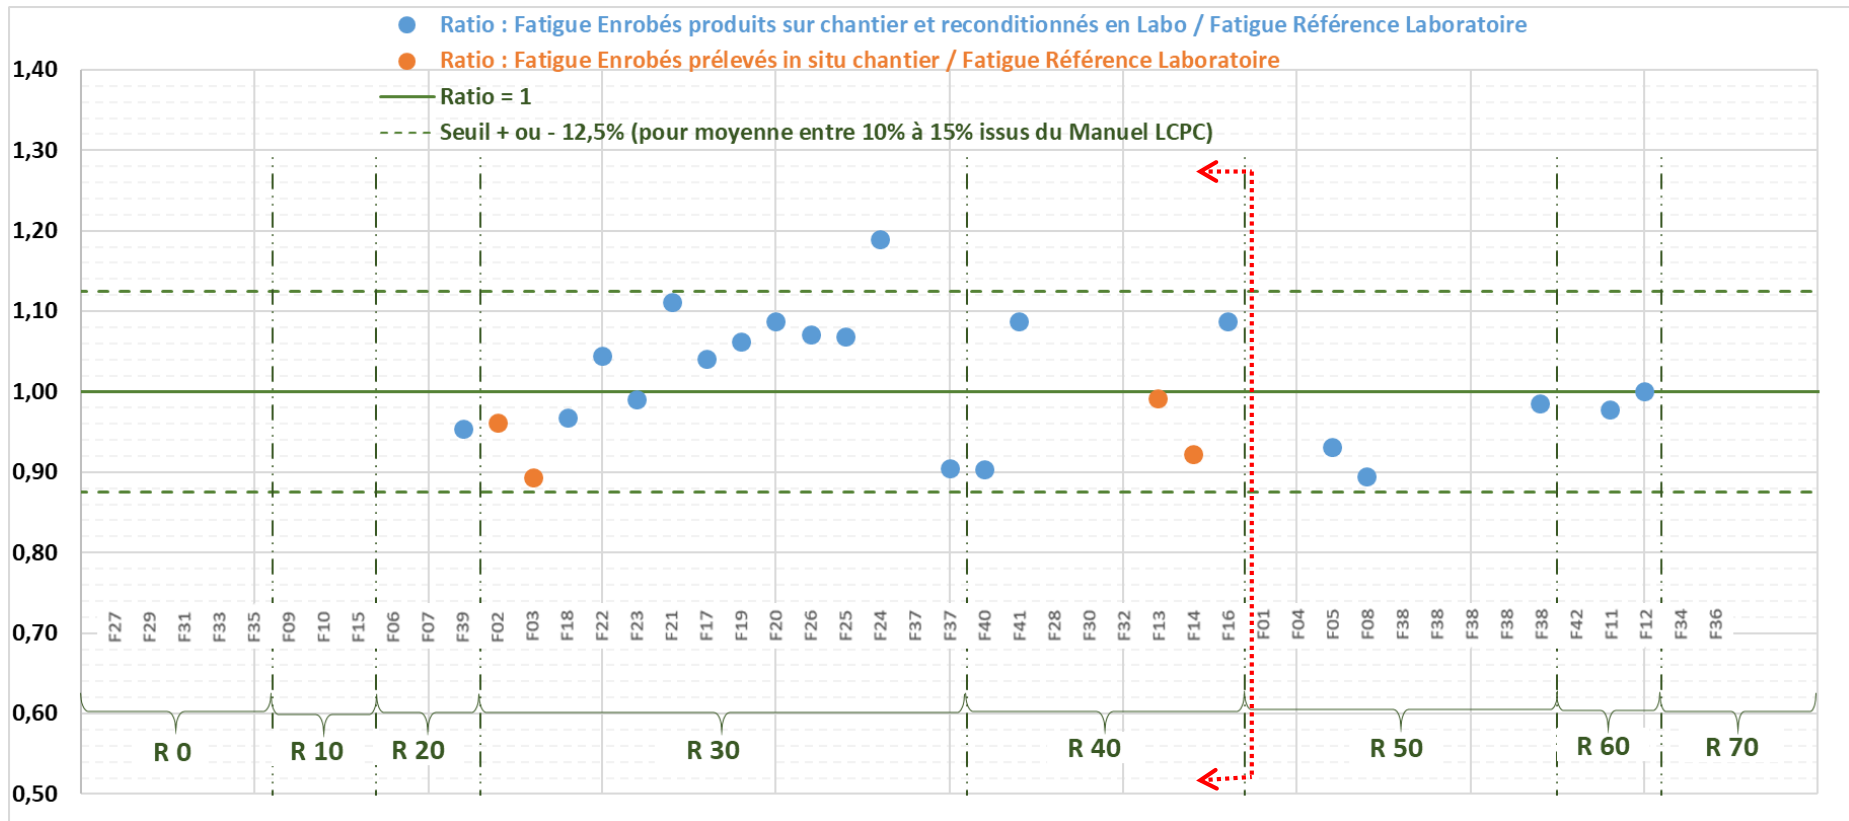 Ratio : Fatigue Enrobés produits sur chantier et reconditionnés en Labo / Fatigue Référence Laboratoire
Ratio : Fatigue Enrobés prélevés in situ chantier / Fatigue Référence Laboratoire
Ratio = 1
Seuil + ou - 12,5% (pour moyenne entre 10% à 15% issus du Manuel LCPC)
1,40
1,30
1,20
1,10
1,00
0,90
0,80
0,70
0,60
0,50
F27 F29 F31 F33 F35 F09 F10 F15 F06 F07 F39 F02 F03 F18 F22 F23 F21 F17 F19 F20 F26 F25 F24 F37 F37 F40 F41 F28 F30 F32 F13 F14 F16 F01 F04 F05 F08 F38 F38 F38 F38 F38 F42 F11 F12 F34 F36
R 0 R 10 R 20 R 30 R 40 R 50 R 60 R 70